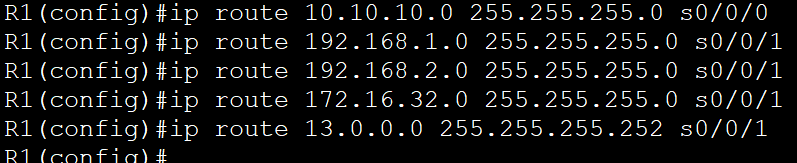 R1(config)#ip route 10.10.10.0 255.255.255.0 s0/0/0
R1(config)#ip route 192.168.1.0 255.255.255.0 s0/0/1
R1(config)#ip route 192.168.2.0 255.255.255.0 s0/0/1
R1(config)#ip route 172.16.32.0 255.255.255.0 s0/0/1
R1(config)#ip route 13.0.0.0 255.255.255.252 s0/0/1
R1(config)#